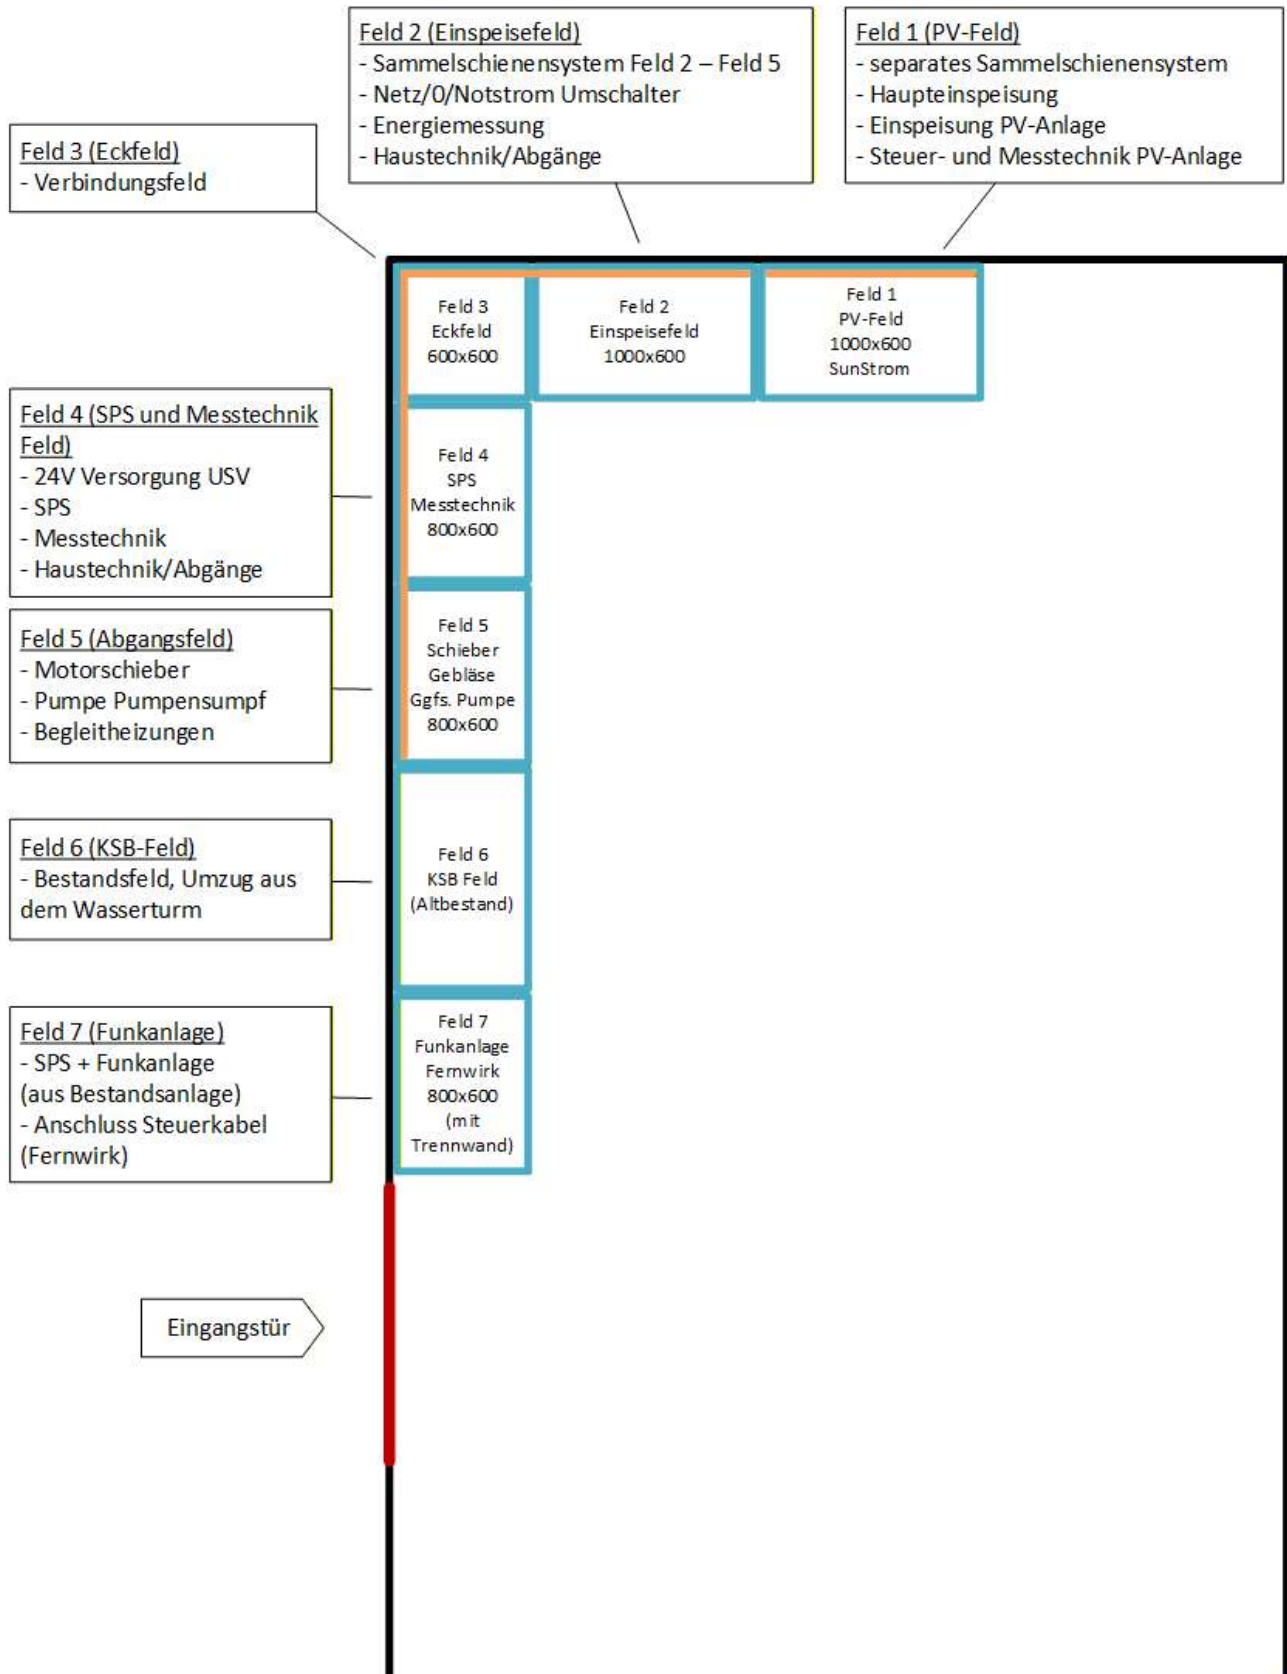 Feld 2 (Einspeisefeld)
- Sammelschienensystem Feld 2 – Feld 5
- Netz/0/Notstrom Umschalter
- Energiemessung
- Haustechnik/Abgänge
Feld 1 (PV-Feld)
- separates Sammelschienensystem
- Haupteinspeisung
- Einspeisung PV-Anlage
- Steuer- und Messtechnik PV-Anlage
Feld 3 (Eckfeld)
- Verbindungsfeld
Feld 3
Eckfeld
600x600
Feld 2
Einspeisefeld
1000x600
Feld 1
PV-Feld
1000x600
SunStrom
Feld 4 (SPS und Messtechnik
Feld)
- 24V Versorgung USV
- SPS
- Messtechnik
- Haustechnik/Abgänge
Feld 4
SPS
Messtechnik
800x600
Feld 5 (Abgangsfeld)
- Motorschieber
- Pumpe Pumpensumpf
- Begleitheizungen
Feld 5
Schieber
Gebläse
Ggfs. Pumpe
800x600
Feld 6 (KSB-Feld)
- Bestandsfeld, Umzug aus
dem Wasserturm
Feld 6
KSB Feld
(Altbestand)
Feld 7 (Funkanlage)
- SPS + Funkanlage
(aus Bestandsanlage)
- Anschluss Steuerkabel
(Fernwirk)
Feld 7
Funkanlage
Fernwirk
800x600
(mit
Trennwand)
Eingangstür